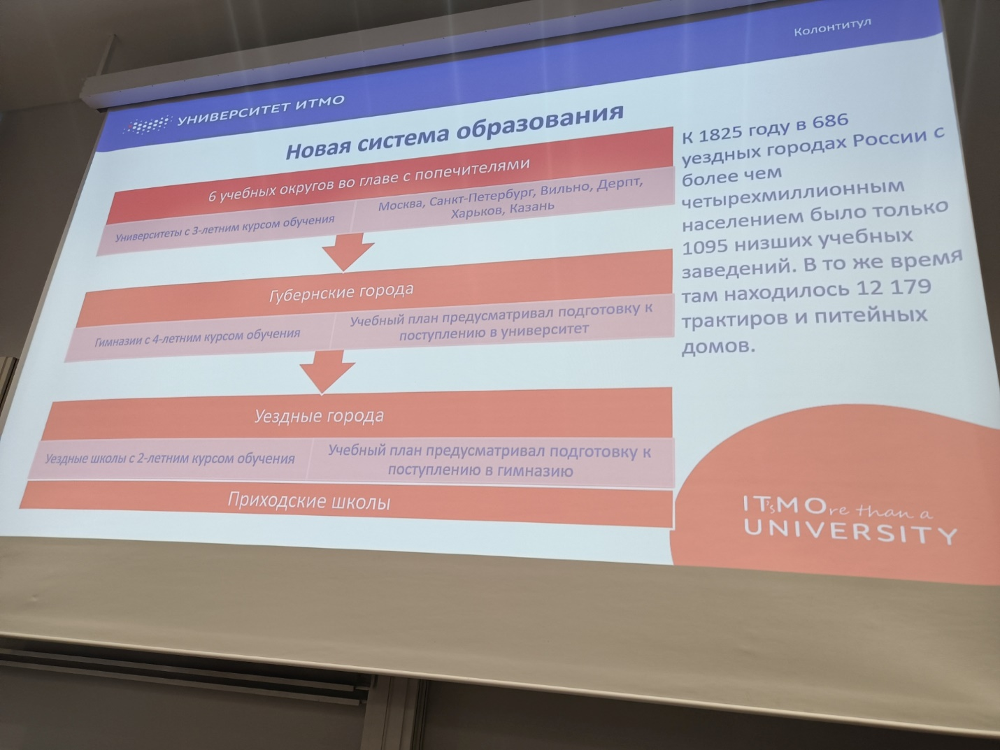 Колонтитул
УНИВЕРСИТЕТ ИТМО
Новая система образования
6 учебных округов во главе с попечителями
Университеты с 3-летним курсом обучения
Москва, Санкт-Петербург, Вильно, Дерпт,
Харьков, Казань
Губернские города
Гимназии с 4-летним курсом обучения
Учебный план предусматривал подготовку к
поступлению в университет
Уездные города
Уездные школы с 2-летним курсом обучения
Учебный план предусматривал подготовку к
поступлению в гимназию
Приходские школы
К 1825 году в 686
уездных городах России с
более чем
четырехмиллионным
населением было только
1095 низших учебных
заведений. В то же время
там находилось 12 179
трактиров и питейных
домов.
IT'sMOre than a
UNIVERSITY